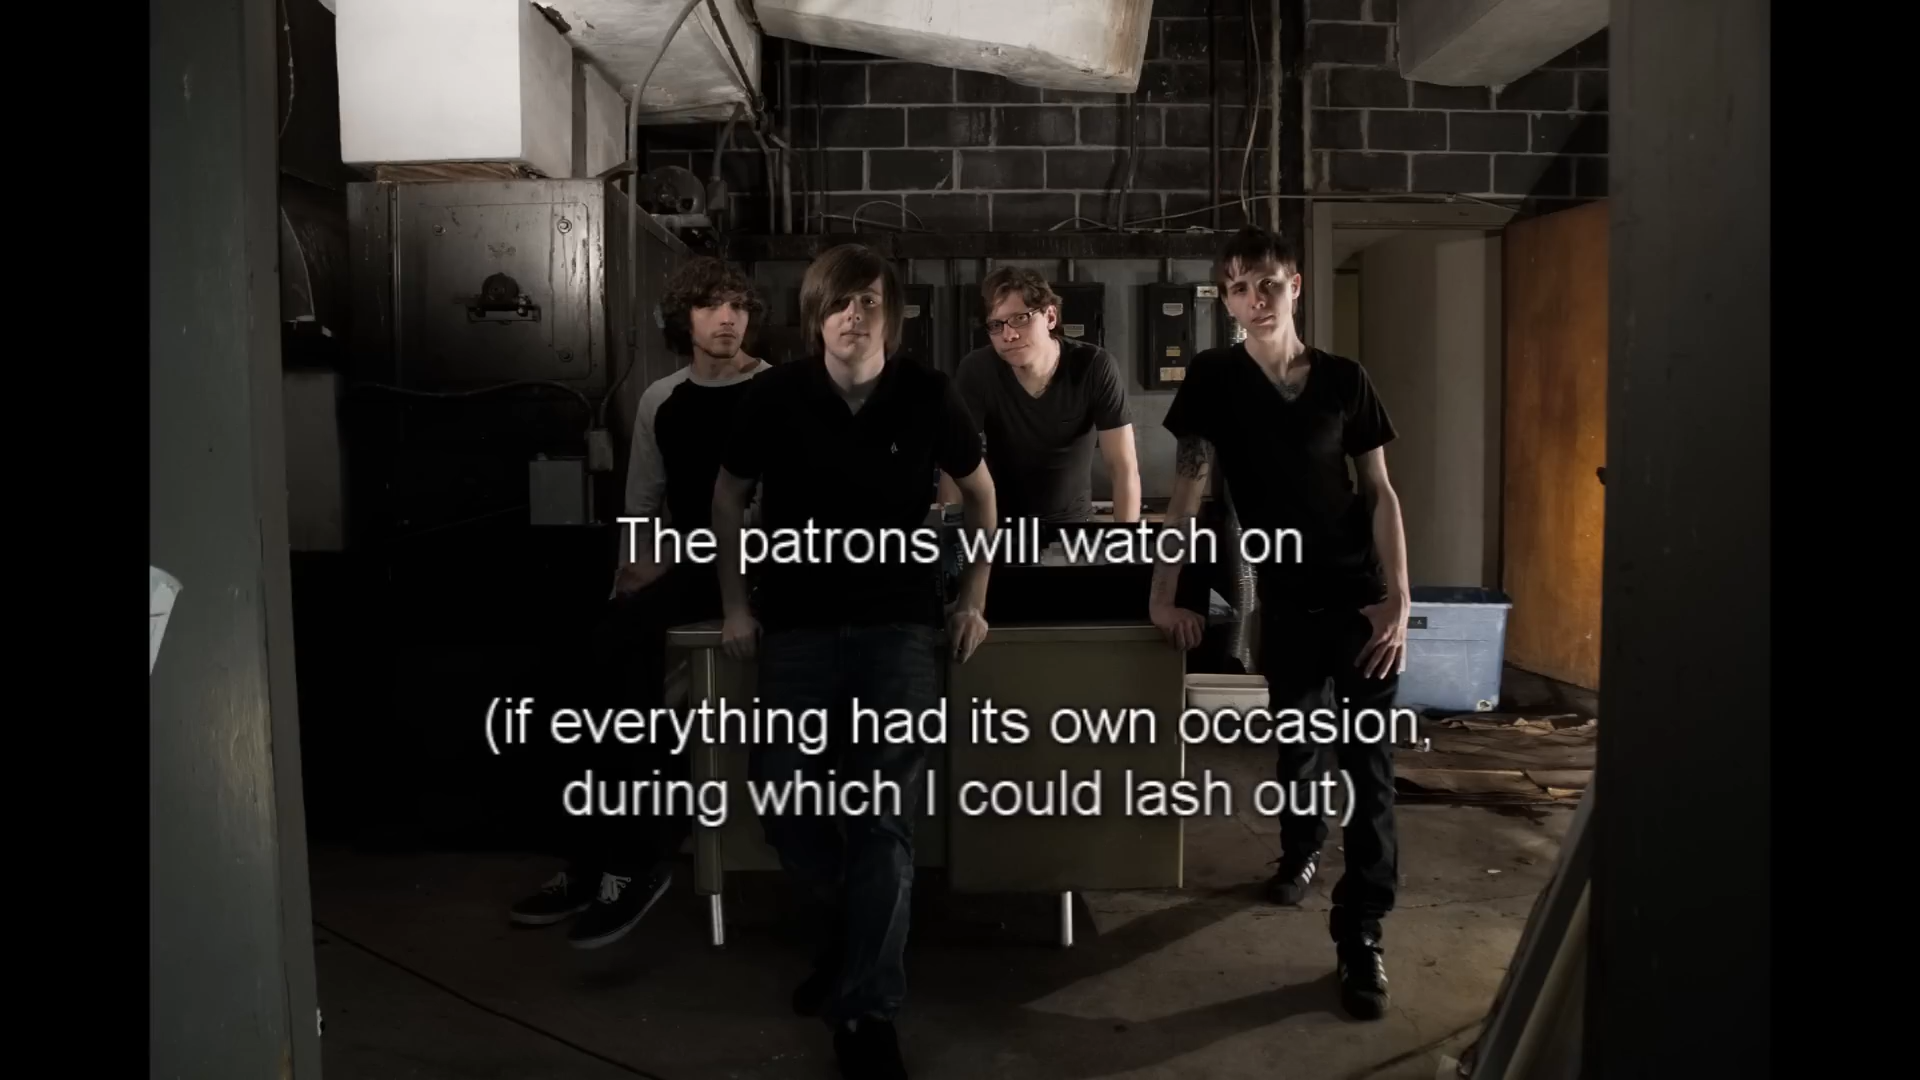 The patrons will watch on
(if everything had its own occasion,
during which I could lash out)